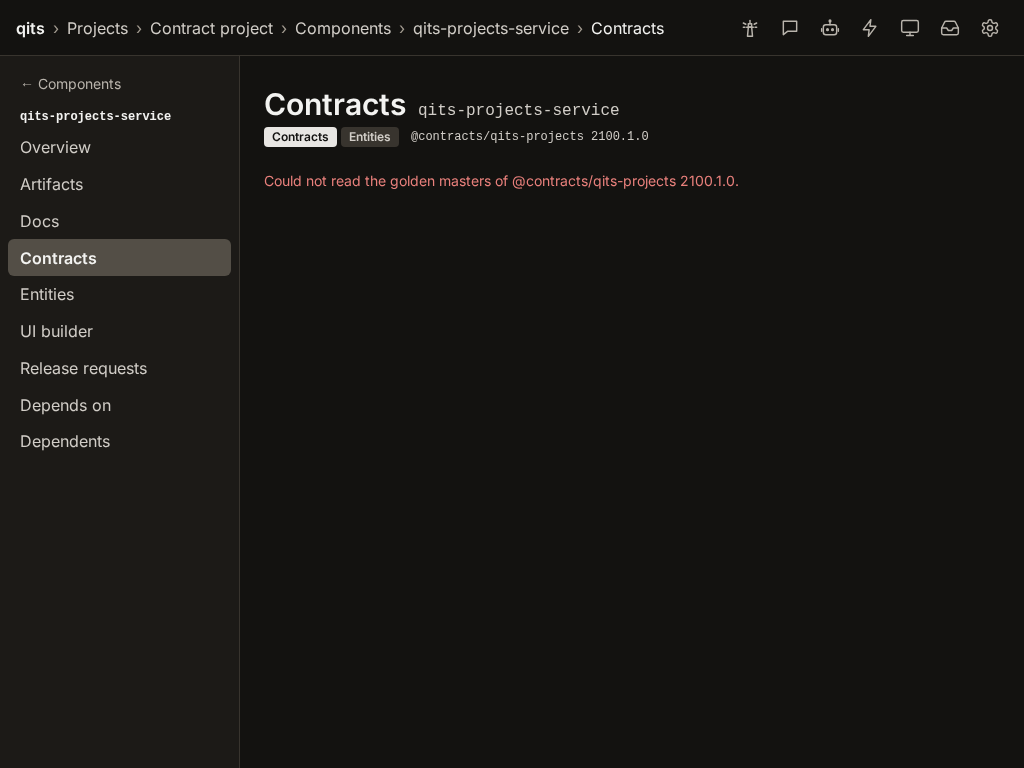 qits › Projects › Contract project › Components › qits-projects-service › Contracts
← Components
qits-projects-service
Overview
Artifacts
Docs
Contracts
Entities
UI builder
Release requests
Depends on
Dependents
Contracts qits-projects-service
Contracts Entities @contracts/qits-projects 2100.1.0
Could not read the golden masters of @contracts/qits-projects 2100.1.0.